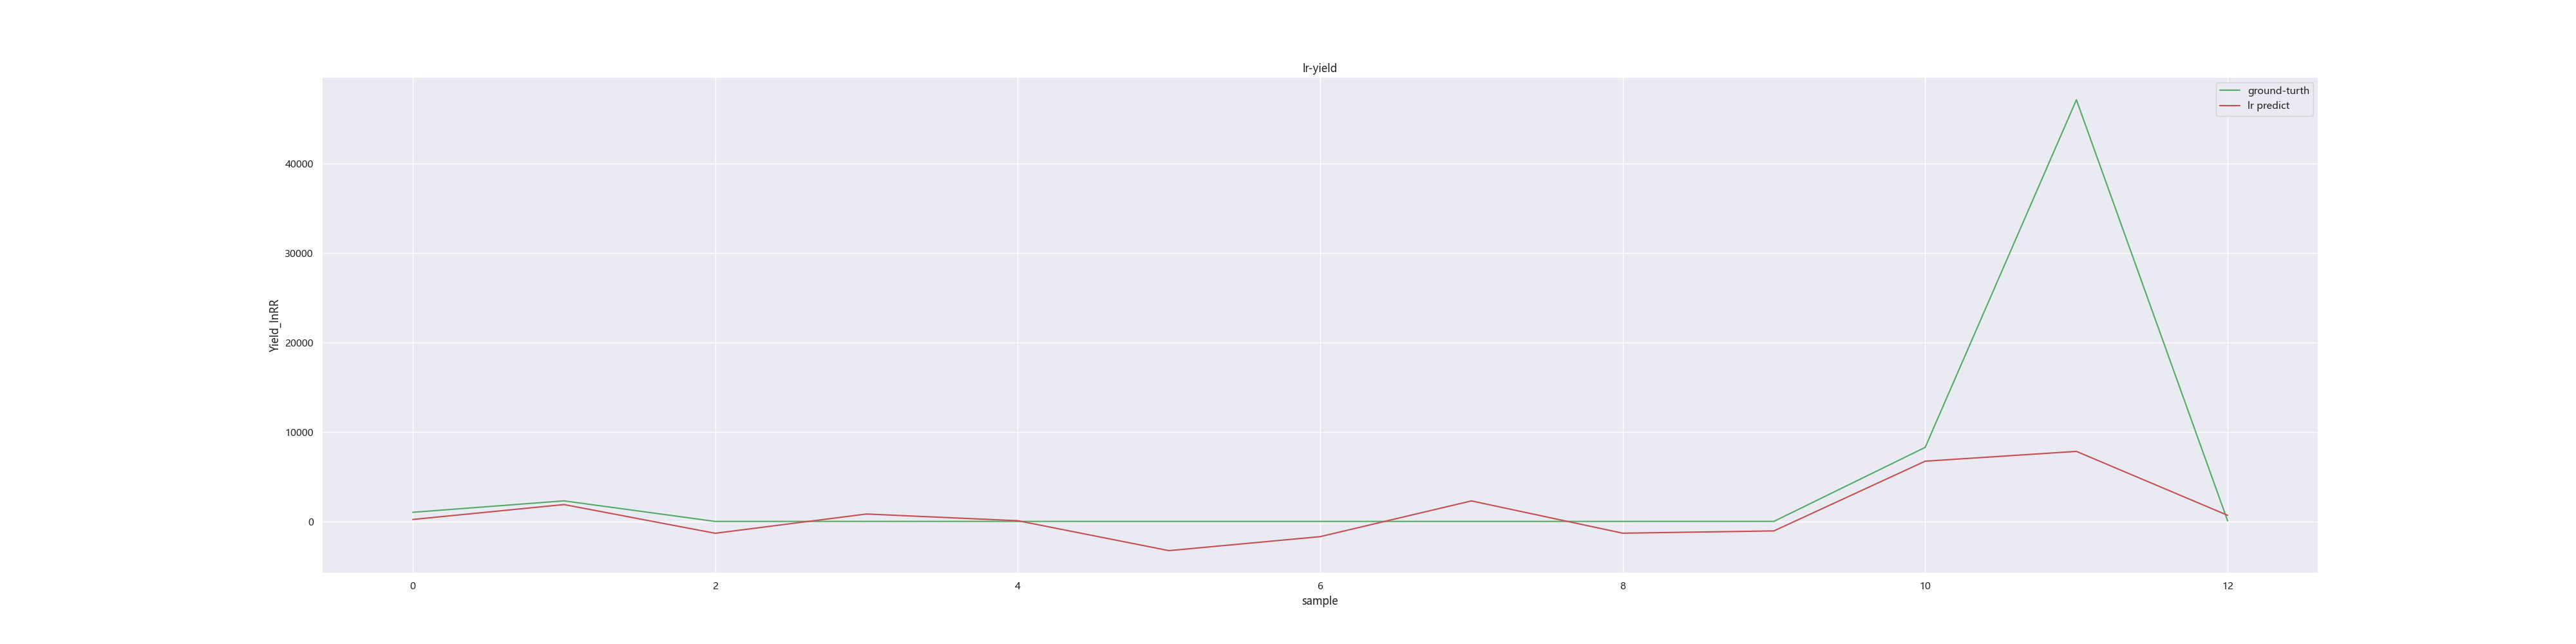 lr-yield
ground-turth
lr predict
Yield_lnRR
40000
30000
20000
10000
0
0 2 4 6 8 10 12
sample